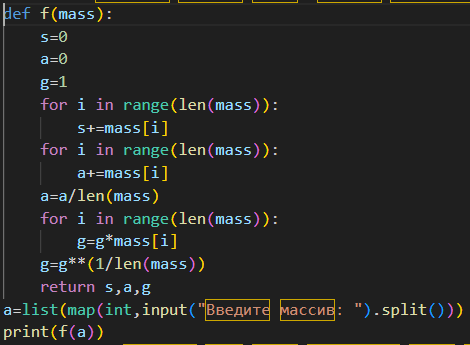 def f(mass):
    s=0
    a=0
    g=1
    for i in range(len(mass)):
        s+=mass[i]
    for i in range(len(mass)):
        a+=mass[i]
    a=a/len(mass)
    for i in range(len(mass)):
        g=g*mass[i]
    g=g**(1/len(mass))
    return s,a,g
a=list(map(int,input("Введите массив: ").split()))
print(f(a))